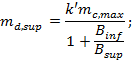 m_{d,sup} = \frac{k'm_{c,max}}{1 + \frac{B_{inf}}{B_{sup}}};